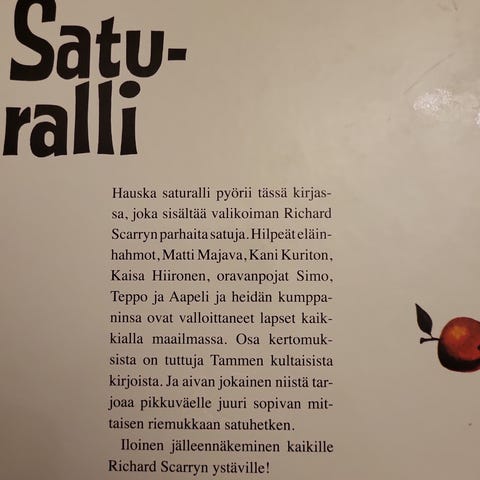 Satu-
ralli
Hauska saturalli pyörii tässä kirjas-
sa, joka sisältää valikoiman Richard
Scarryn parhaita satuja. Hilpeät eläin-
hahmot, Matti Majava, Kani Kuriton,
Kaisa Hiironen, oravanpojat Simo,
Teppo ja Aapeli ja heidän kumppa-
ninsa ovat valloittaneet lapset kaik-
kialla maailmassa. Osa kertomuk-
sista on tuttuja Tammen kultaisista
kirjoista. Ja aivan jokainen niistä tar-
joaa pikkuväelle juuri sopivan mit-
taisen riemukkaan satuhetken.
Iloinen jälleennäkeminen kaikille
Richard Scarryn ystäville!